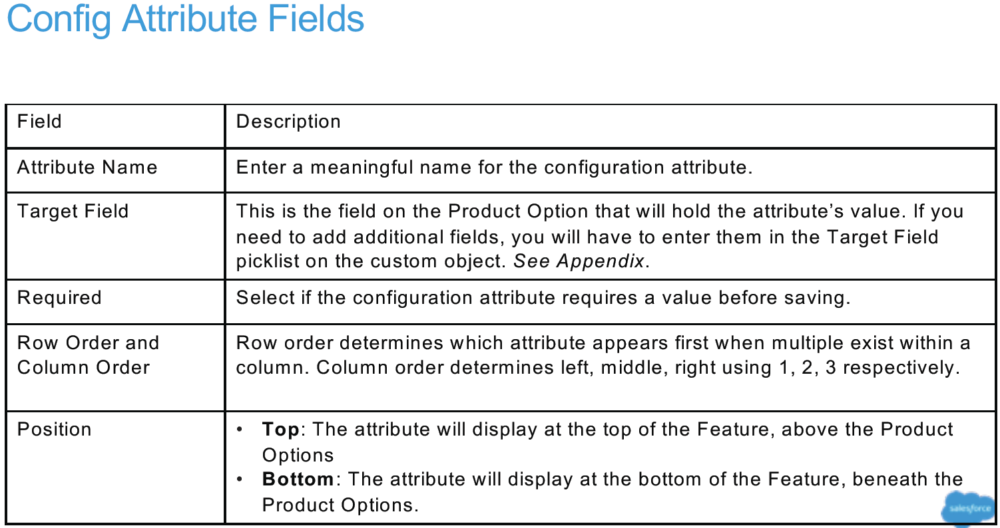 Config Attribute Fields
Field
Description
Attribute Name
Enter a meaningful name for the configuration attribute.
Target Field
This is the field on the Product Option that will hold the attribute’s value. If you
need to add additional fields, you will have to enter them in the Target Field
picklist on the custom object. See Appendix.
Required
Select if the configuration attribute requires a value before saving.
Row Order and
Column Order
Row order determines which attribute appears first when multiple exist within a
column. Column order determines left, middle, right using 1, 2, 3 respectively.
Position
• Top: The attribute will display at the top of the Feature, above the Product
Options
• Bottom: The attribute will display at the bottom of the Feature, beneath the
Product Options.
salesforce